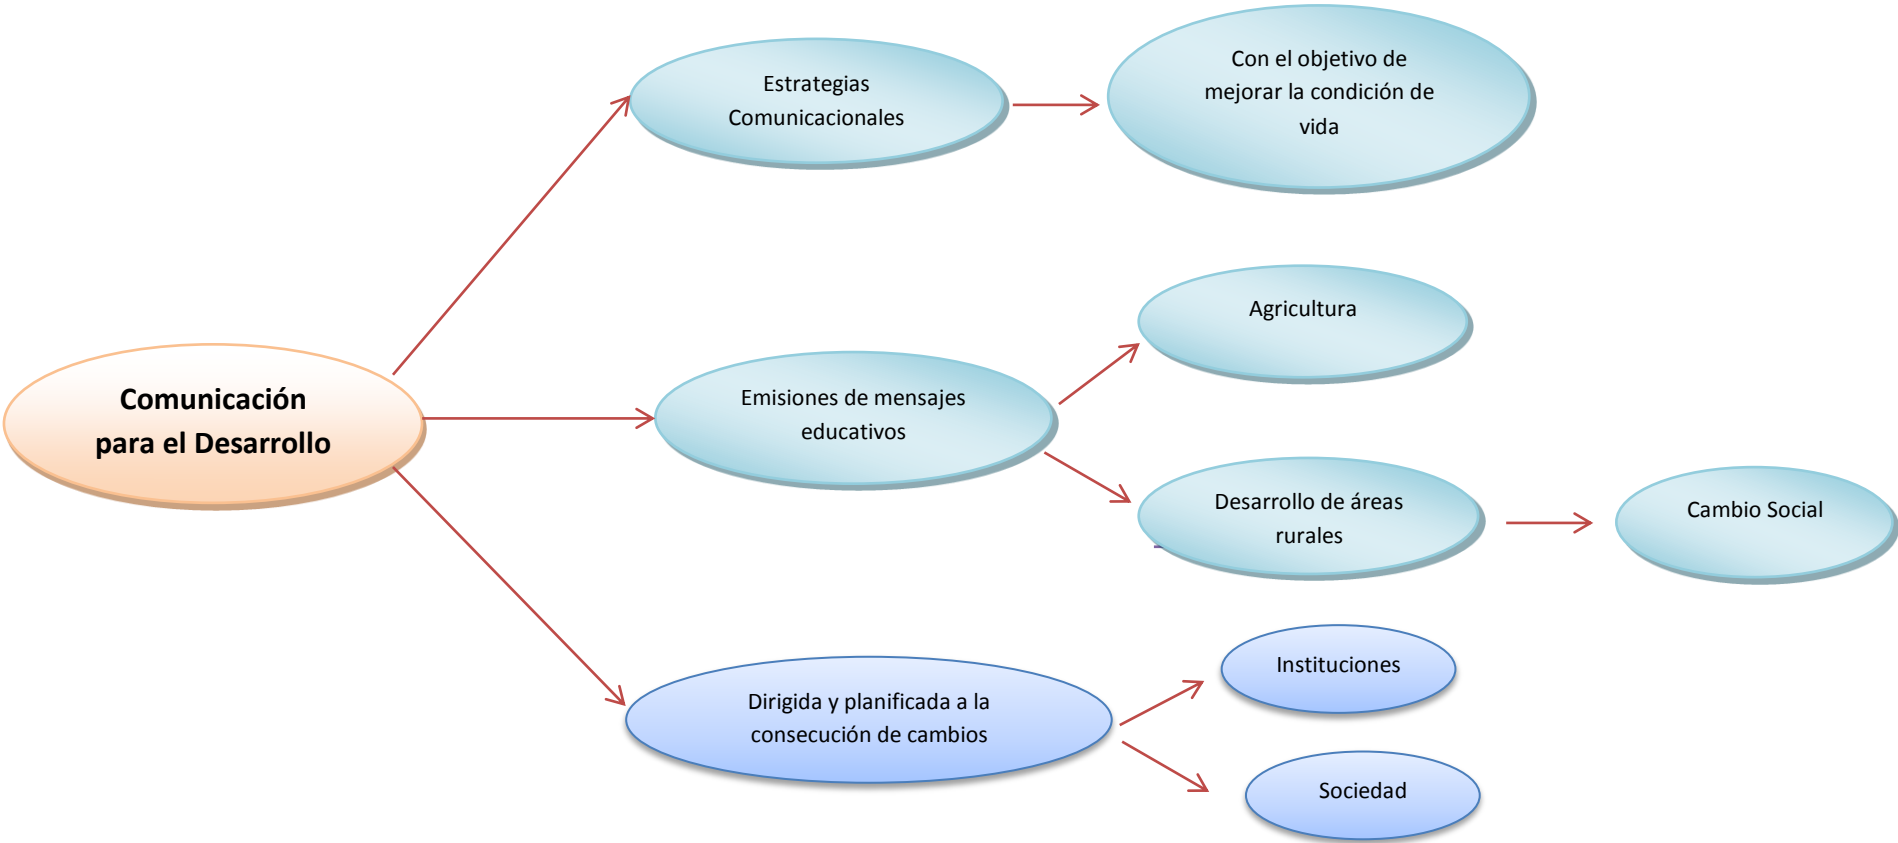 Estrategias
Comunicacionales
Con el objetivo de
mejorar la condición de
vida
Agricultura
Comunicación
para el Desarrollo
Emisiones de mensajes
educativos
Desarrollo de áreas
rurales
Cambio Social
Dirigida y planificada a la
consecución de cambios
Instituciones
Sociedad